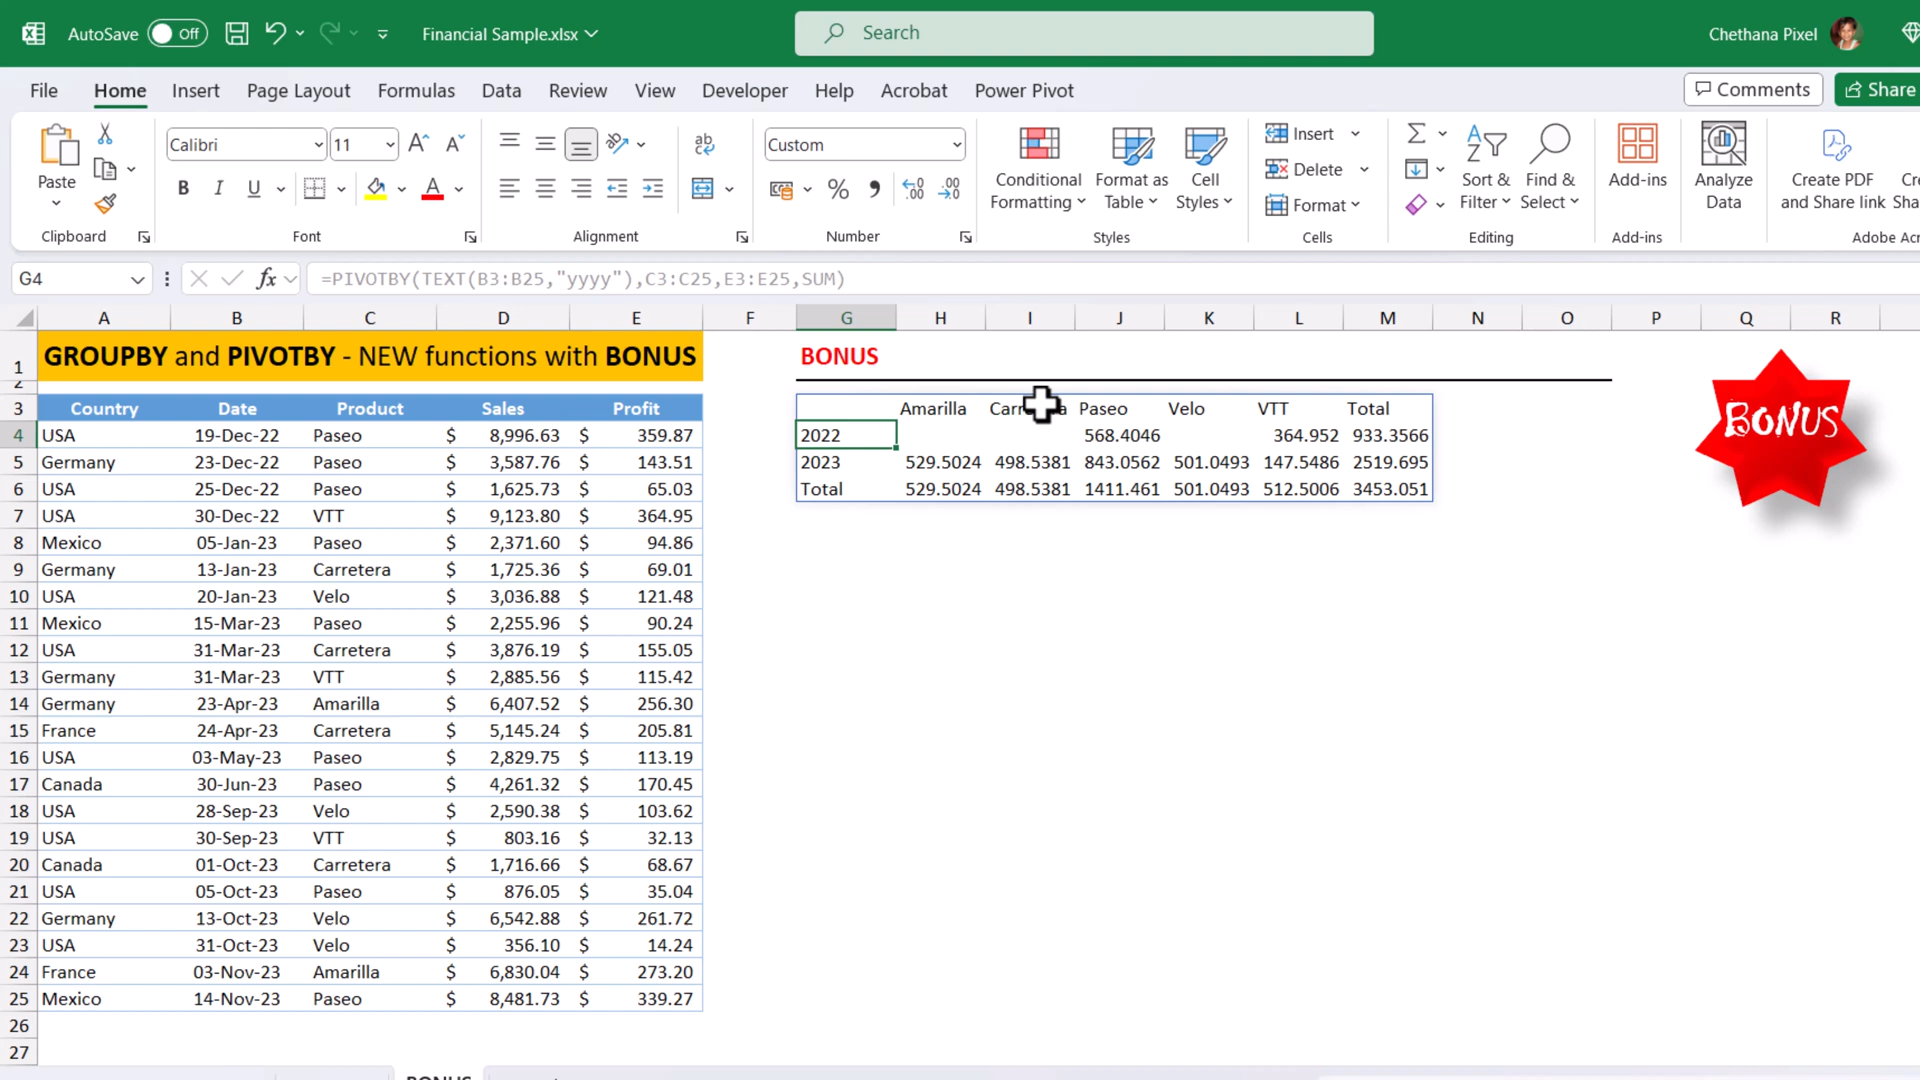 AutoSave Off Financial Sample.xlsx Search Chethana Pixel
File Home Insert Page Layout Formulas Data Review View Developer Help Acrobat Power Pivot Comments Share
Paste Calibri 11 Custom Conditional Formatting Format as Table Cell Styles Insert Delete Format Sort & Filter Find & Select Add-ins Analyze Data Create PDF and Share link
Clipboard Font Alignment Number Styles Cells Editing Add-ins
G4 fx =PIVOTBY(TEXT(B3:B25,"yyyy"),C3:C25,E3:E25,SUM)
A B C D E F G H I J K L M N O P Q R
1 GROUPBY and PIVOTBY - NEW functions with BONUS BONUS
2
3 Country Date Product Sales Profit Amarilla Paseo Velo VTT Total
4 USA 19-Dec-22 Paseo $ 8,996.63 $ 359.87 2022 568.4046 364.952 933.3566 BONUS
5 Germany 23-Dec-22 Paseo $ 3,587.76 $ 143.51 2023 529.5024 498.5381 843.0562 501.0493 147.5486 2519.695
6 USA 25-Dec-22 Paseo $ 1,625.73 $ 65.03 Total 529.5024 498.5381 1411.461 501.0493 512.5006 3453.051
7 USA 30-Dec-22 VTT $ 9,123.80 $ 364.95
8 Mexico 05-Jan-23 Paseo $ 2,371.60 $ 94.86
9 Germany 13-Jan-23 Carretera $ 1,725.36 $ 69.01
10 USA 20-Jan-23 Velo $ 3,036.88 $ 121.48
11 Mexico 15-Mar-23 Paseo $ 2,255.96 $ 90.24
12 USA 31-Mar-23 Carretera $ 3,876.19 $ 155.05
13 Germany 31-Mar-23 VTT $ 2,885.56 $ 115.42
14 Germany 23-Apr-23 Amarilla $ 6,407.52 $ 256.30
15 France 24-Apr-23 Carretera $ 5,145.24 $ 205.81
16 USA 03-May-23 Paseo $ 2,829.75 $ 113.19
17 Canada 30-Jun-23 Paseo $ 4,261.32 $ 170.45
18 USA 28-Sep-23 Velo $ 2,590.38 $ 103.62
19 USA 30-Sep-23 VTT $ 803.16 $ 32.13
20 Canada 01-Oct-23 Carretera $ 1,716.66 $ 68.67
21 USA 05-Oct-23 Paseo $ 876.05 $ 35.04
22 Germany 13-Oct-23 Velo $ 6,542.88 $ 261.72
23 USA 31-Oct-23 Velo $ 356.10 $ 14.24
24 France 03-Nov-23 Amarilla $ 6,830.04 $ 273.20
25 Mexico 14-Nov-23 Paseo $ 8,481.73 $ 339.27
26
27